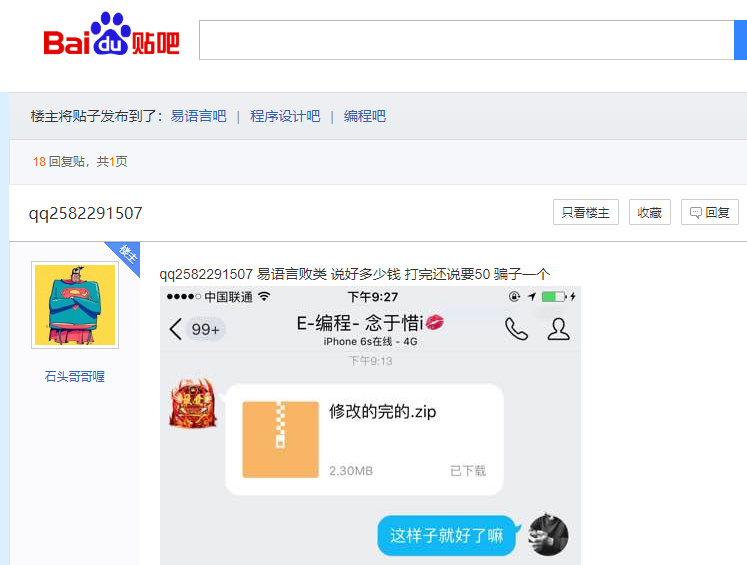 Bai du 贴吧
楼主将贴子发布到了：易语言吧 | 程序设计吧 | 编程吧
18 回复贴，共1页
qq2582291507
只看楼主 收藏 回复
楼主
qq2582291507 易语言败类 说好多少钱 打完还说要50 骗子一个
中国联通 下午9:27
99+ E-编程- 念于惜i💋
iPhone 6s在线 - 4G
下午9:13
石头哥哥喔
修改的完的.zip
2.30MB 已下载
这样子就好了嘛